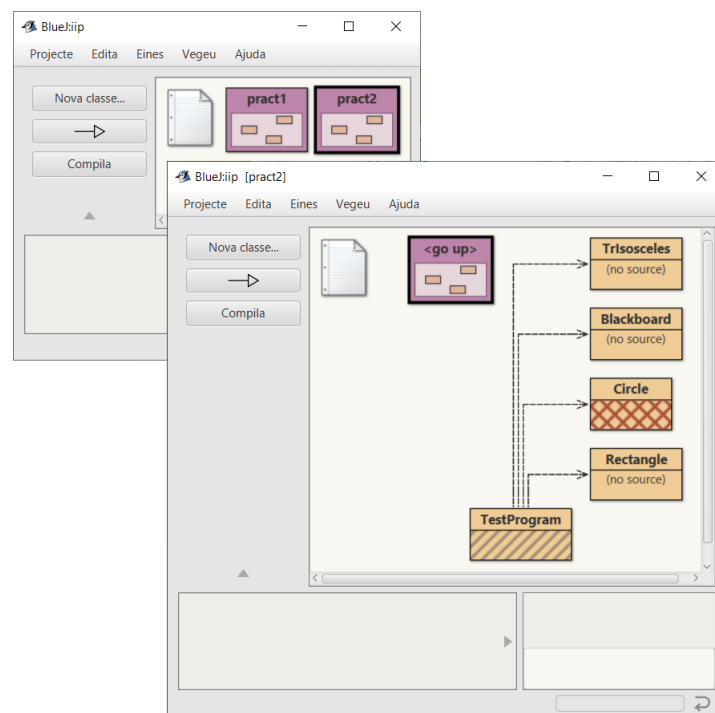 BlueJ:iip
Projecte Edita Eines Vegeu Ajuda
Nova classe...
Compila
pract1
pract2
BlueJ:iip [pract2]
Projecte Edita Eines Vegeu Ajuda
Nova classe...
Compila
<go up>
TrIsosceles
(no source)
Blackboard
(no source)
Circle
Rectangle
(no source)
TestProgram